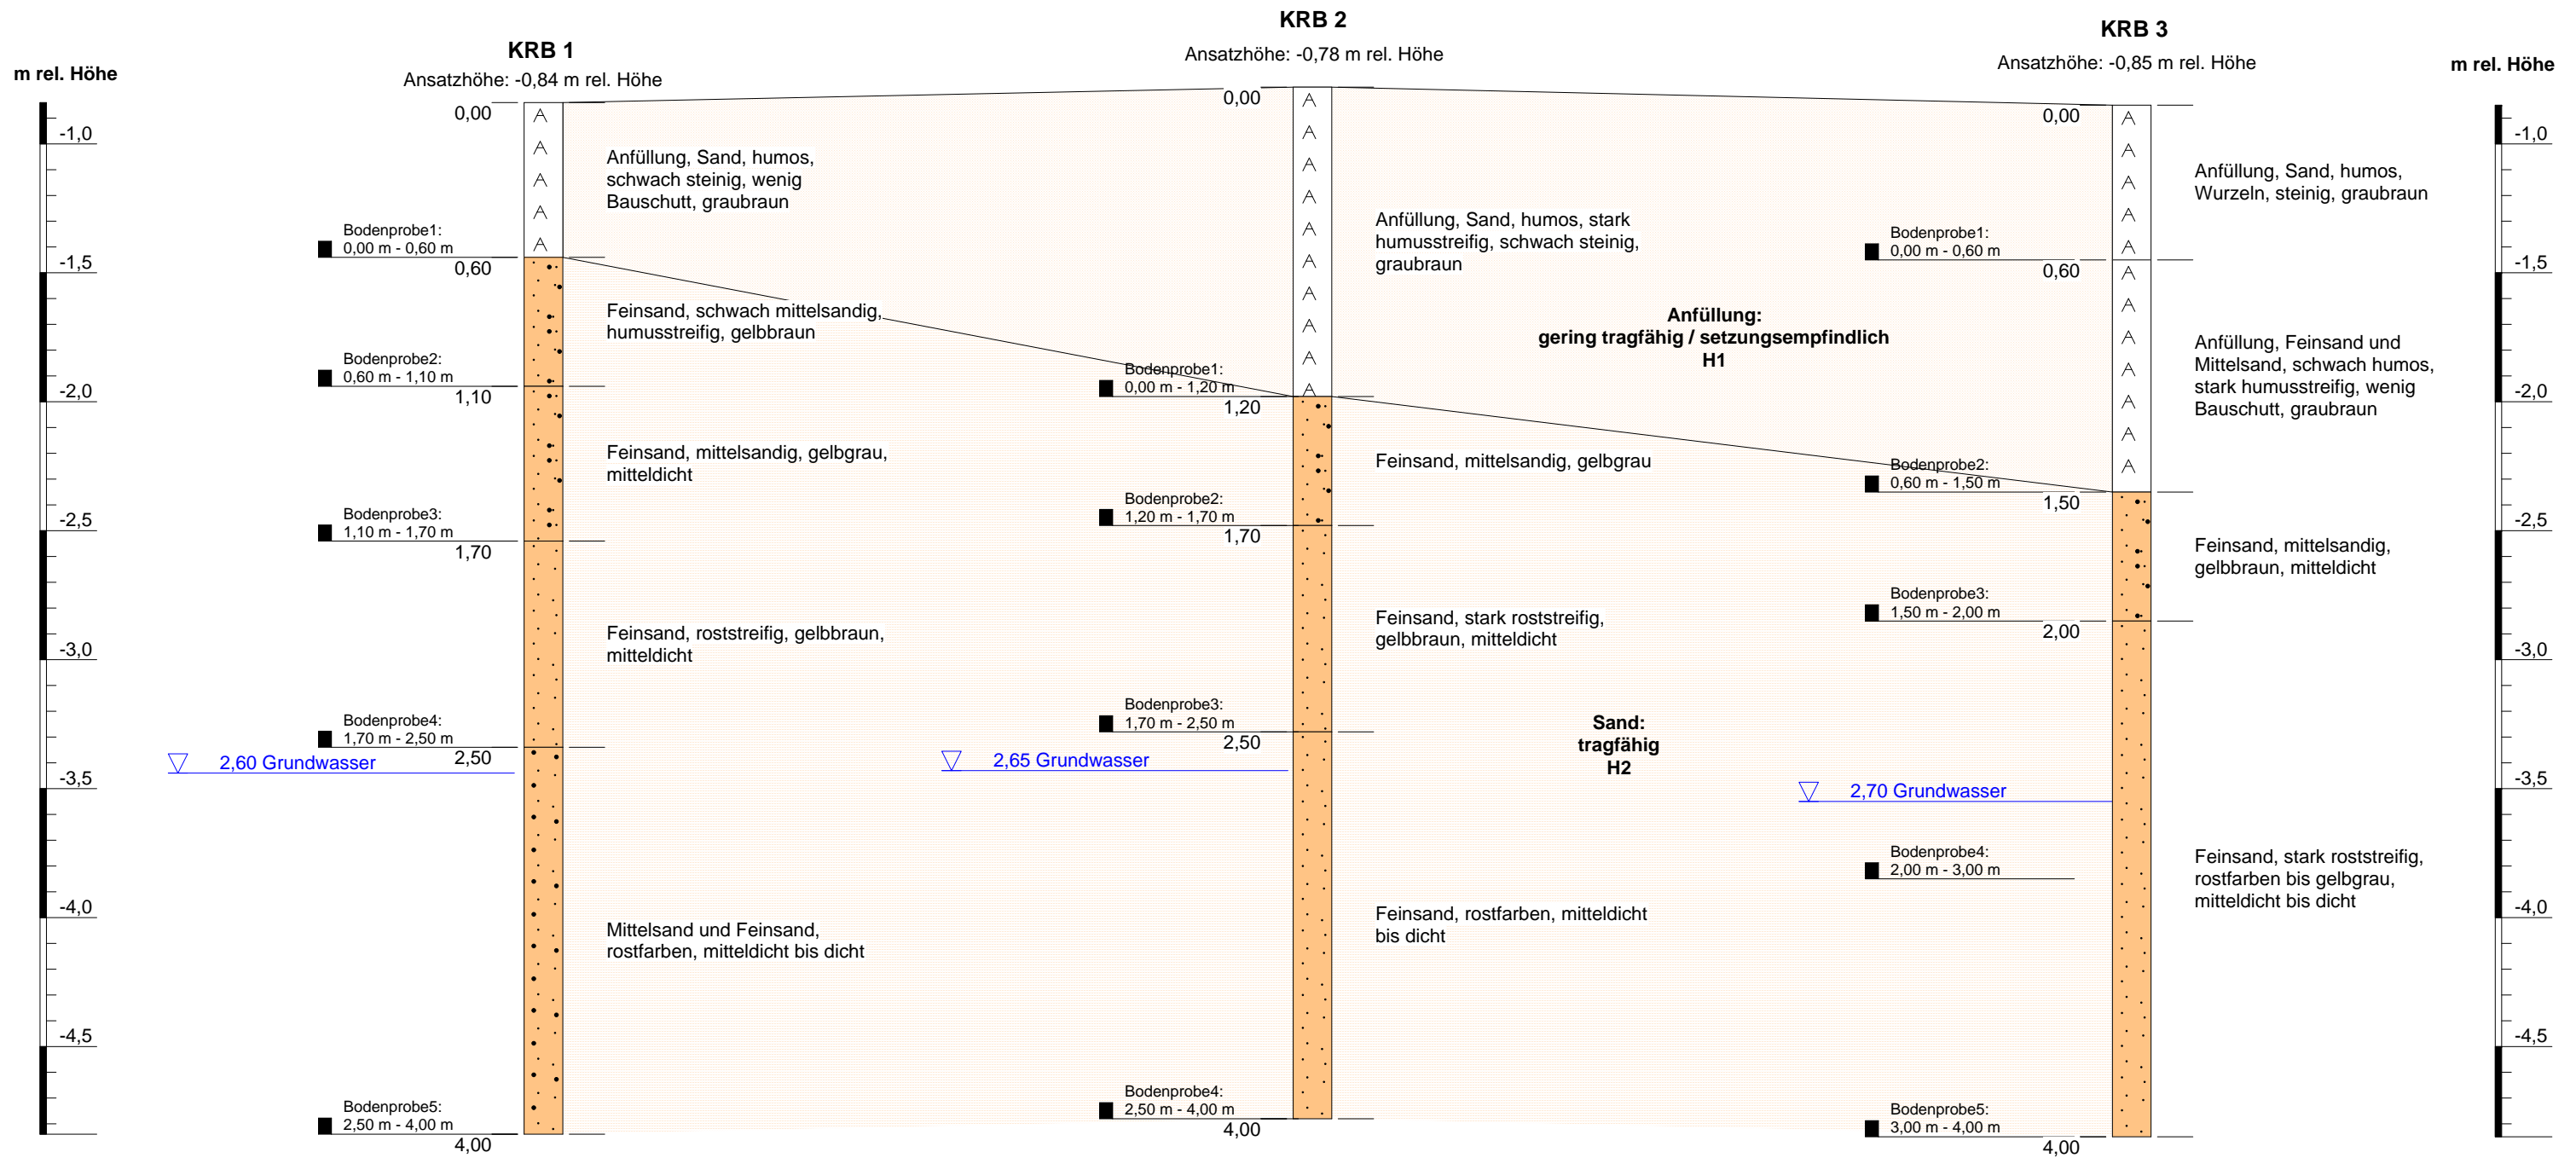 m rel. Höhe
-1,0
-1,5
-2,0
-2,5
-3,0
-3,5
-4,0
-4,5
KRB 1
Ansatzhöhe: -0,84 m rel. Höhe
0,00
Anfüllung, Sand, humos,
schwach steinig, wenig
Bauschutt, graubraun
Bodenprobe1:
0,00 m - 0,60 m
0,60
Feinsand, schwach mittelsandig,
humusstreifig, gelbbraun
Bodenprobe2:
0,60 m - 1,10 m
1,10
Feinsand, mittelsandig, gelbgrau,
mitteldicht
Bodenprobe3:
1,10 m - 1,70 m
1,70
Feinsand, roststreifig, gelbbraun,
mitteldicht
Bodenprobe4:
1,70 m - 2,50 m
2,50
2,60 Grundwasser
Mittelsand und Feinsand,
rostfarben, mitteldicht bis dicht
Bodenprobe5:
2,50 m - 4,00 m
4,00
KRB 2
Ansatzhöhe: -0,78 m rel. Höhe
0,00
Anfüllung, Sand, humos, stark
humusstreifig, schwach steinig,
graubraun
Bodenprobe1:
0,00 m - 1,20 m
1,20
Feinsand, mittelsandig, gelbgrau
Bodenprobe2:
1,20 m - 1,70 m
1,70
Feinsand, stark roststreifig,
gelbbraun, mitteldicht
Bodenprobe3:
1,70 m - 2,50 m
2,50
2,65 Grundwasser
Feinsand, rostfarben, mitteldicht
bis dicht
Bodenprobe4:
2,50 m - 4,00 m
4,00
Anfüllung:
gering tragfähig / setzungsempfindlich
H1
Sand:
tragfähig
H2
KRB 3
Ansatzhöhe: -0,85 m rel. Höhe
0,00
Anfüllung, Sand, humos,
Wurzeln, steinig, graubraun
Bodenprobe1:
0,00 m - 0,60 m
0,60
Anfüllung, Feinsand und
Mittelsand, schwach humos,
stark humusstreifig, wenig
Bauschutt, graubraun
Bodenprobe2:
0,60 m - 1,50 m
1,50
Feinsand, mittelsandig,
gelbbraun, mitteldicht
Bodenprobe3:
1,50 m - 2,00 m
2,00
2,70 Grundwasser
Bodenprobe4:
2,00 m - 3,00 m
Feinsand, stark roststreifig,
rostfarben bis gelbgrau,
mitteldicht bis dicht
Bodenprobe5:
3,00 m - 4,00 m
4,00
m rel. Höhe
-1,0
-1,5
-2,0
-2,5
-3,0
-3,5
-4,0
-4,5